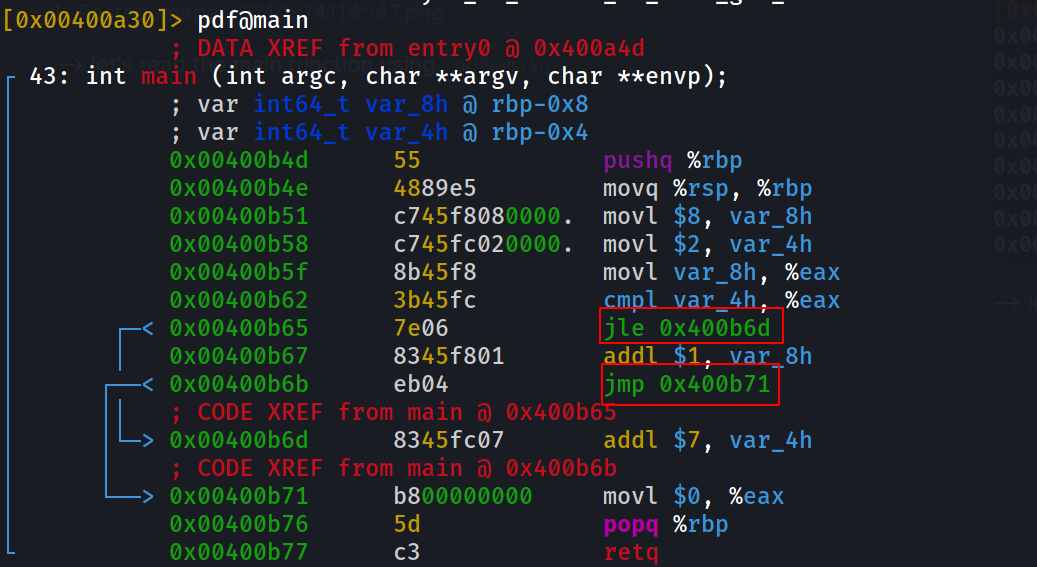 [0x00400a30]> pdf@main
; DATA XREF from entry0 @ 0x400a4d
43: int main (int argc, char **argv, char **envp);
; var int64_t var_8h @ rbp-0x8
; var int64_t var_4h @ rbp-0x4
0x00400b4d 55 pushq %rbp
0x00400b4e 4889e5 movq %rsp, %rbp
0x00400b51 c745f8080000. movl $8, var_8h
0x00400b58 c745fc020000. movl $2, var_4h
0x00400b5f 8b45f8 movl var_8h, %eax
0x00400b62 3b45fc cmpl var_4h, %eax
0x00400b65 7e06 jle 0x400b6d
0x00400b67 8345f801 addl $1, var_8h
0x00400b6b eb04 jmp 0x400b71
; CODE XREF from main @ 0x400b65
0x00400b6d 8345fc07 addl $7, var_4h
; CODE XREF from main @ 0x400b6b
0x00400b71 b800000000 movl $0, %eax
0x00400b76 5d popq %rbp
0x00400b77 c3 retq